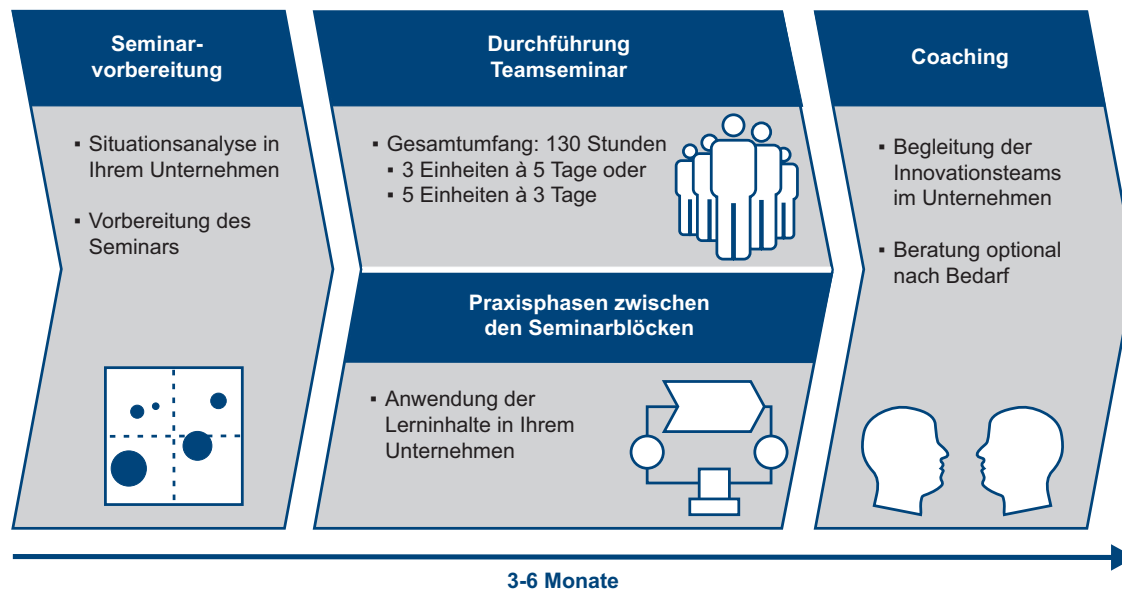 Seminar-
vorbereitung
▪ Situationsanalyse in
Ihrem Unternehmen
▪ Vorbereitung des
Seminars
Durchführung
Teamseminar
▪ Gesamtumfang: 130 Stunden
▪ 3 Einheiten à 5 Tage oder
▪ 5 Einheiten à 3 Tage
Praxisphasen zwischen
den Seminarblöcken
▪ Anwendung der
Lerninhalte in Ihrem
Unternehmen
Coaching
▪ Begleitung der
Innovationsteams
im Unternehmen
▪ Beratung optional
nach Bedarf
3-6 Monate